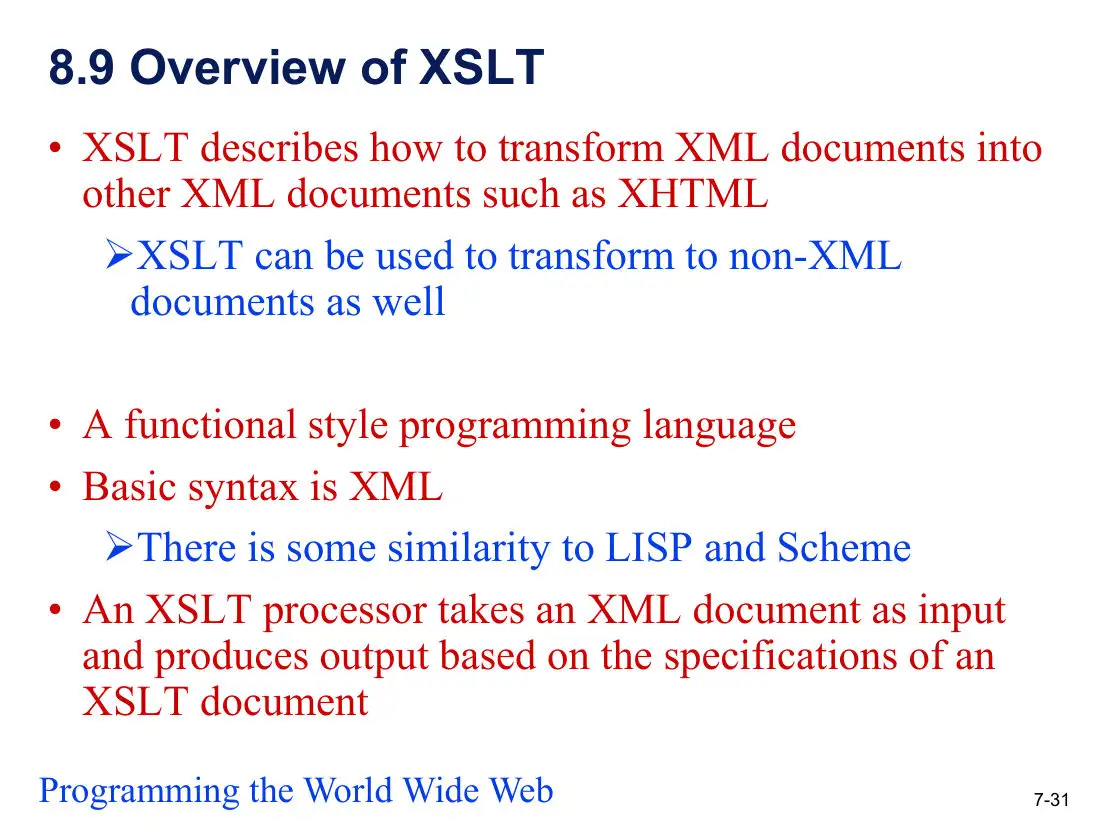 8.9 Overview of XSLT
• XSLT describes how to transform XML documents into
other XML documents such as XHTML
➢XSLT can be used to transform to non-XML
documents as well
• A functional style programming language
• Basic syntax is XML
➢There is some similarity to LISP and Scheme
• An XSLT processor takes an XML document as input
and produces output based on the specifications of an
XSLT document
Programming the World Wide Web
7-31